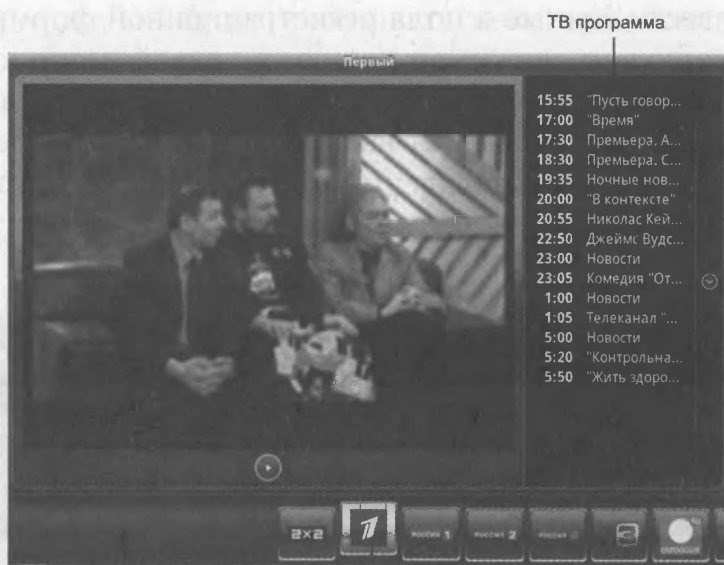 ТВ программа
Первый
15:55 "Пусть говор...
17:00 "Время"
17:30 Премьера. А...
18:30 Премьера. С...
19:35 Ночные нов...
20:00 "В контексте"
20:55 Николас Кей...
22:50 Джеймс Вудс...
23:00 Новости
23:05 Комедия "От...
1:00 Новости
1:05 Телеканал "...
5:00 Новости
5:20 "Контрольна...
5:50 "Жить здоро...
2×2 1 РОССИЯ 1 РОССИЯ 2 РОССИЯ